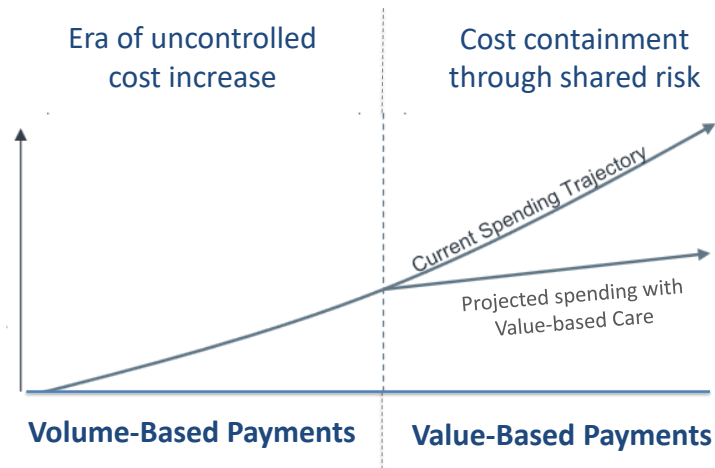 Era of uncontrolled
cost increase
Cost containment
through shared risk
Current Spending Trajectory
Projected spending with
Value-based Care
Volume-Based Payments
Value-Based Payments